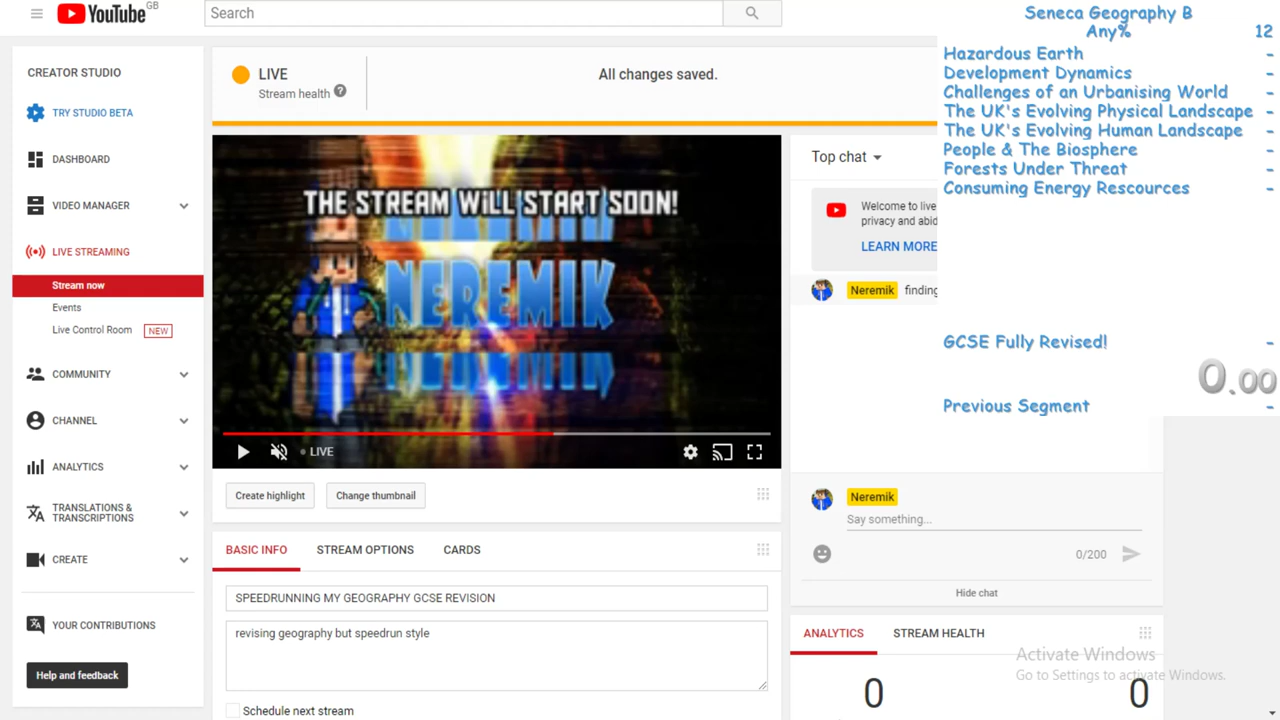 YouTube GB
Search
CREATOR STUDIO
TRY STUDIO BETA
DASHBOARD
VIDEO MANAGER
LIVE STREAMING
Stream now
Events
Live Control Room NEW
COMMUNITY
CHANNEL
ANALYTICS
TRANSLATIONS &
TRANSCRIPTIONS
CREATE
YOUR CONTRIBUTIONS
Help and feedback
LIVE
Stream health ?
All changes saved.
THE STREAM WILL START SOON!
NEREMIK
LIVE
Create highlight
Change thumbnail
BASIC INFO STREAM OPTIONS CARDS
SPEEDRUNNING MY GEOGRAPHY GCSE REVISION
revising geography but speedrun style
Schedule next stream
Top chat
Welcome to live
privacy and abid
LEARN MORE
Neremik finding
Neremik
Say something...
0/200
Hide chat
ANALYTICS STREAM HEALTH
0 0
Activate Windows
Go to Settings to activate Windows.
Seneca Geography B
Any% 12
Hazardous Earth -
Development Dynamics -
Challenges of an Urbanising World -
The UK's Evolving Physical Landscape -
The UK's Evolving Human Landscape -
People & The Biosphere -
Forests Under Threat -
Consuming Energy Rescources -
GCSE Fully Revised! -
0.00
Previous Segment -